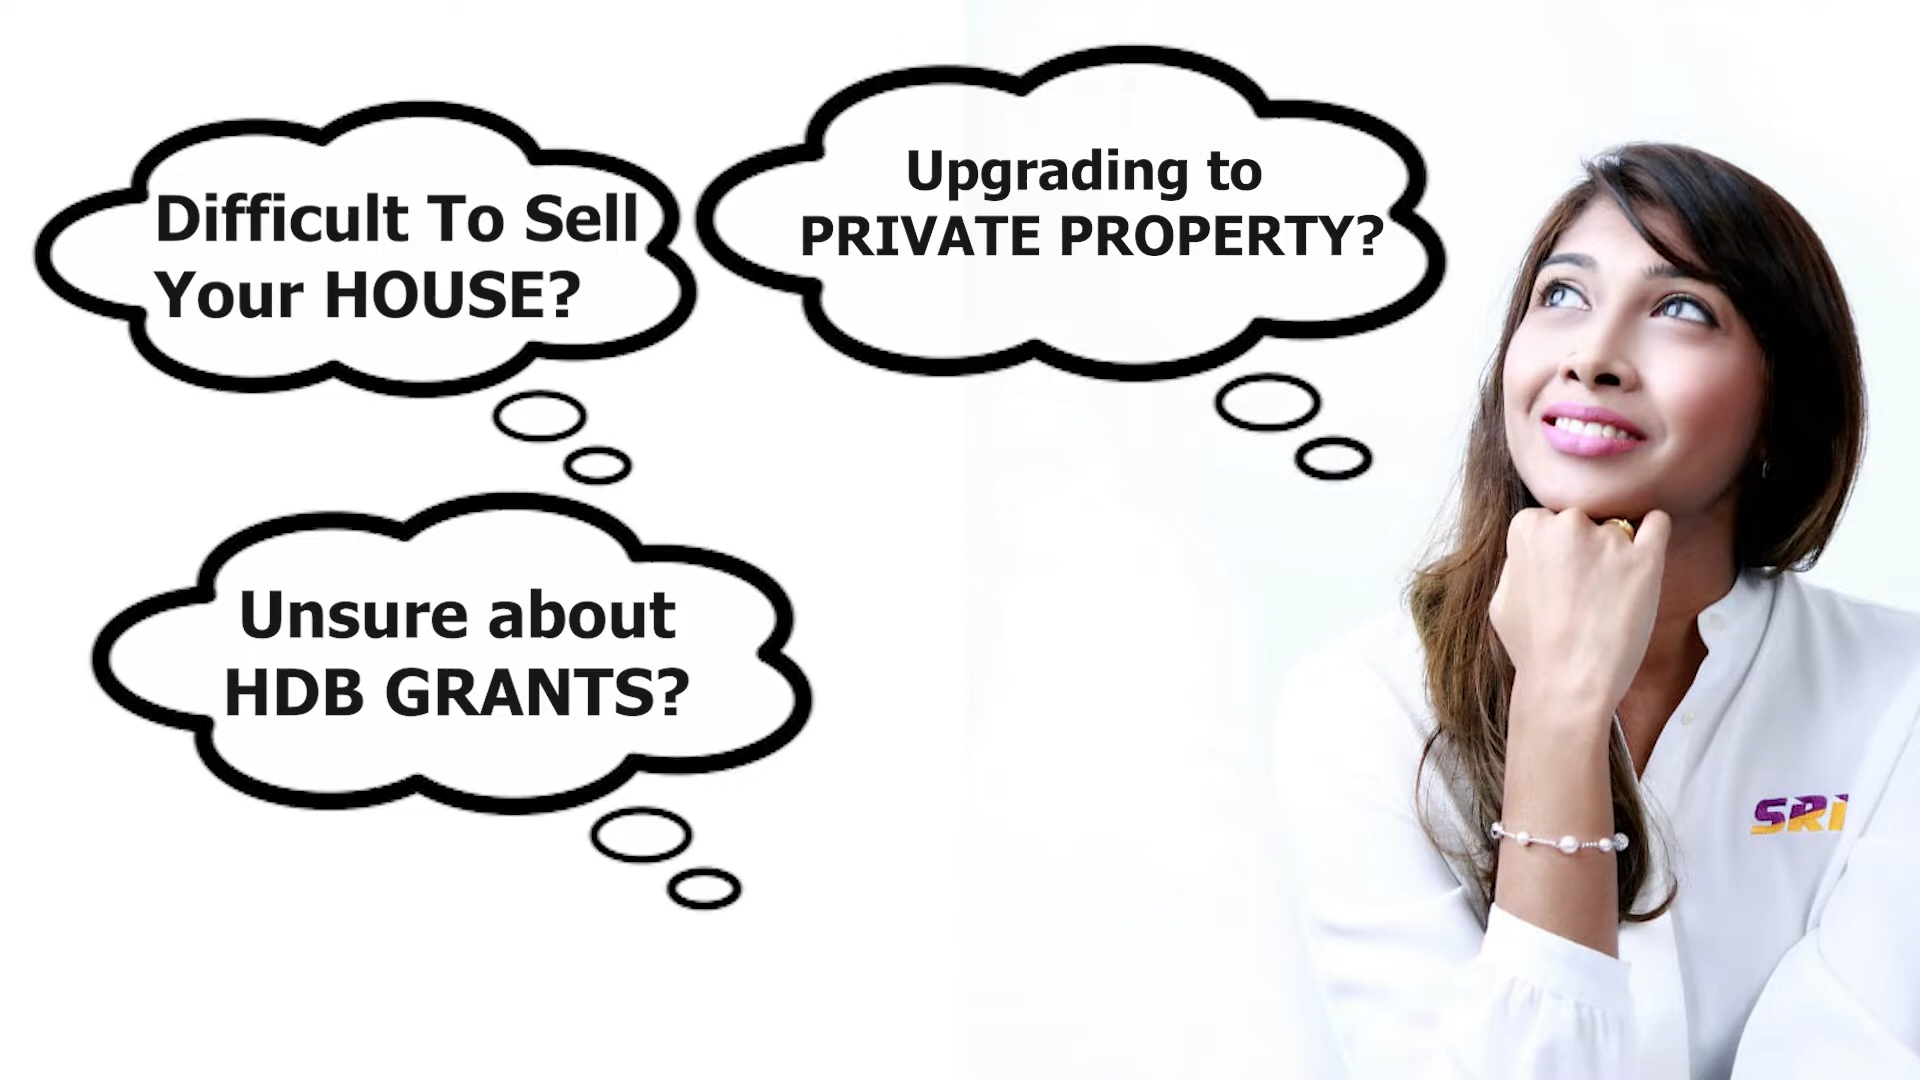 Difficult To Sell
Your HOUSE?
Upgrading to
PRIVATE PROPERTY?
Unsure about
HDB GRANTS?
SRI